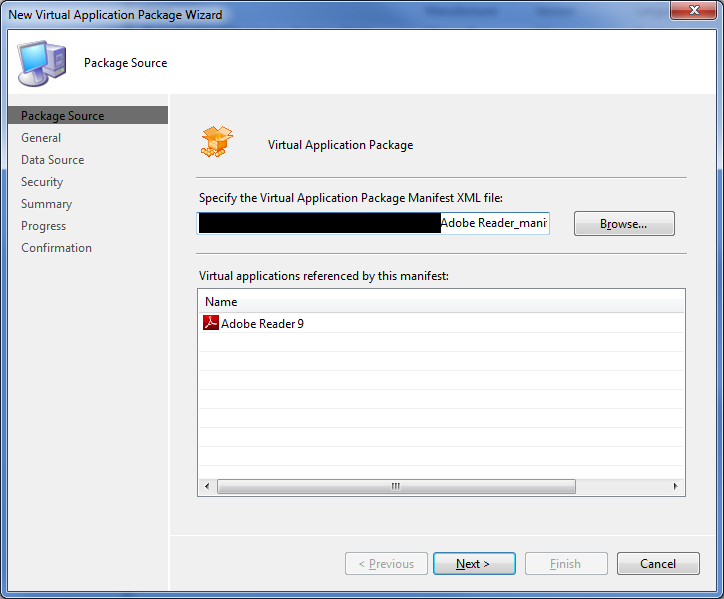 New Virtual Application Package Wizard
Package Source
Package Source
General
Data Source
Security
Summary
Progress
Confirmation
Virtual Application Package
Specify the Virtual Application Package Manifest XML file:
Adobe Reader_manif
Browse...
Virtual applications referenced by this manifest:
Name
Adobe Reader 9
< Previous
Next >
Finish
Cancel